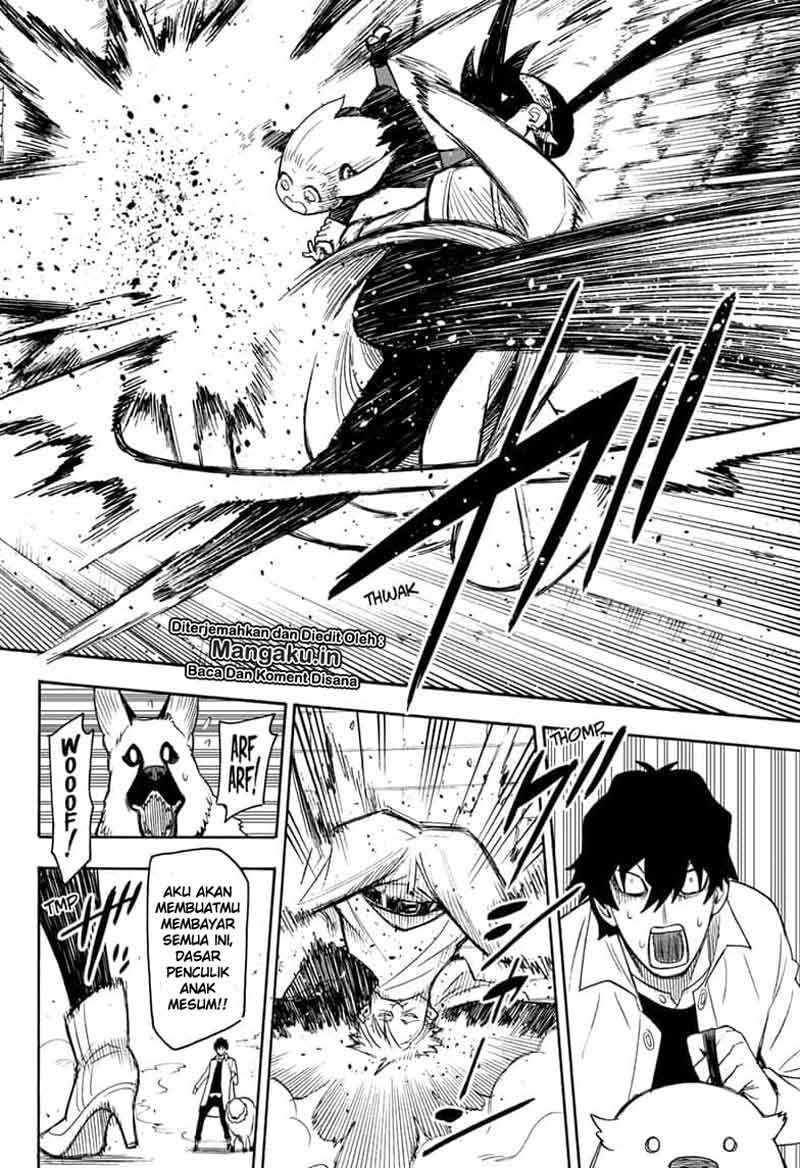 THWAK
Diterjemahkan dan Diedit Oleh :
Mangaku.in
Baca Dan Koment Disana
THOMP...
ARF
ARF!
WOOOF!
TMP
AKU AKAN
MEMBUATMU
MEMBAYAR
SEMUA INI,
DASAR
PENCULIK
ANAK
MESUM!!